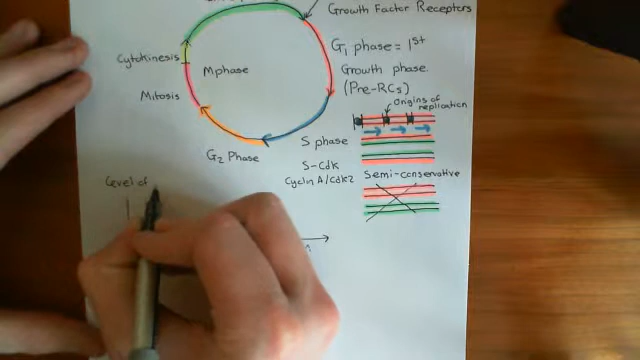 Growth Factor Receptors
G1 phase = 1st
Growth phase.
(Pre-RCs)
Cytokinesis
M phase
Mitosis
Origins of
replication
S phase
G2 Phase
S-Cdk
Cyclin A/Cdk2
Semi-conservative
Level of